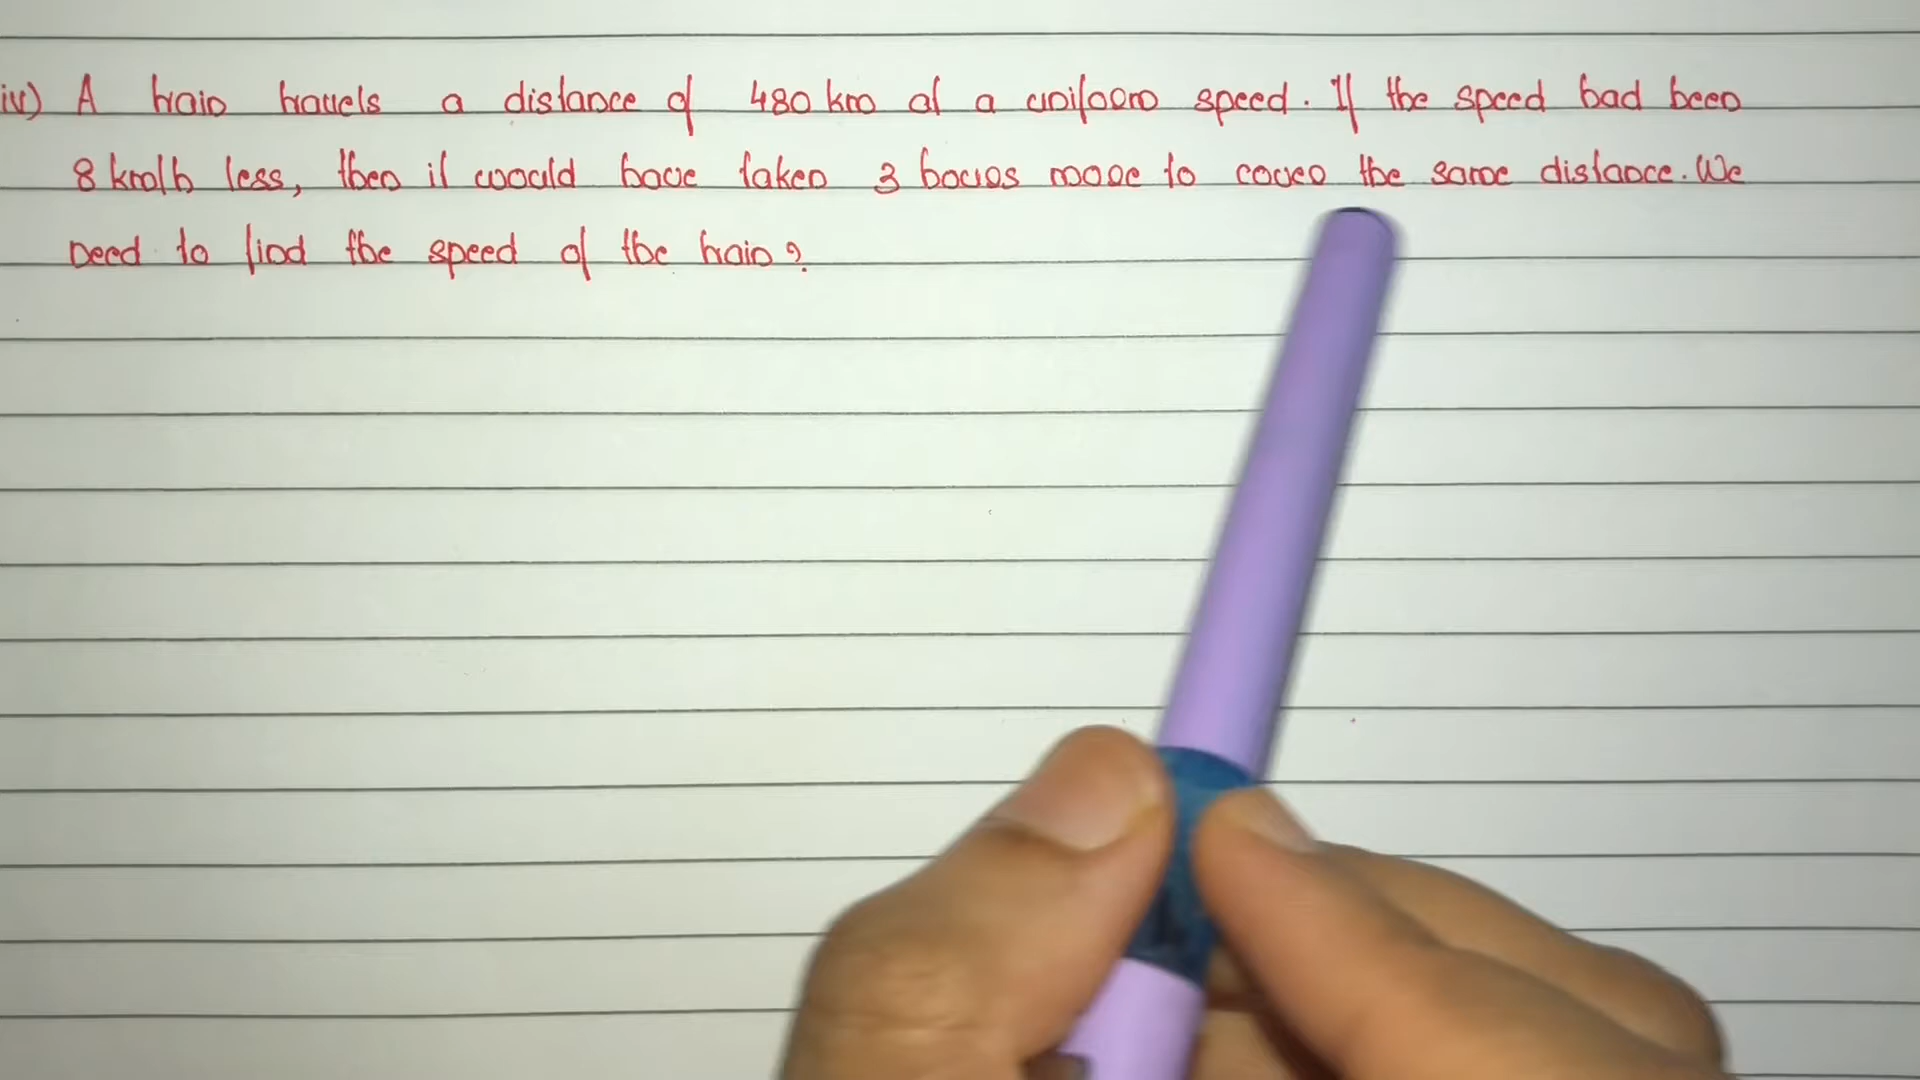 iv) A train travels a distance of 480 km at a uniform speed. If the speed had been
8 km/h less, then it would have taken 3 hours more to cover the same distance. We
need to find the speed of the train?